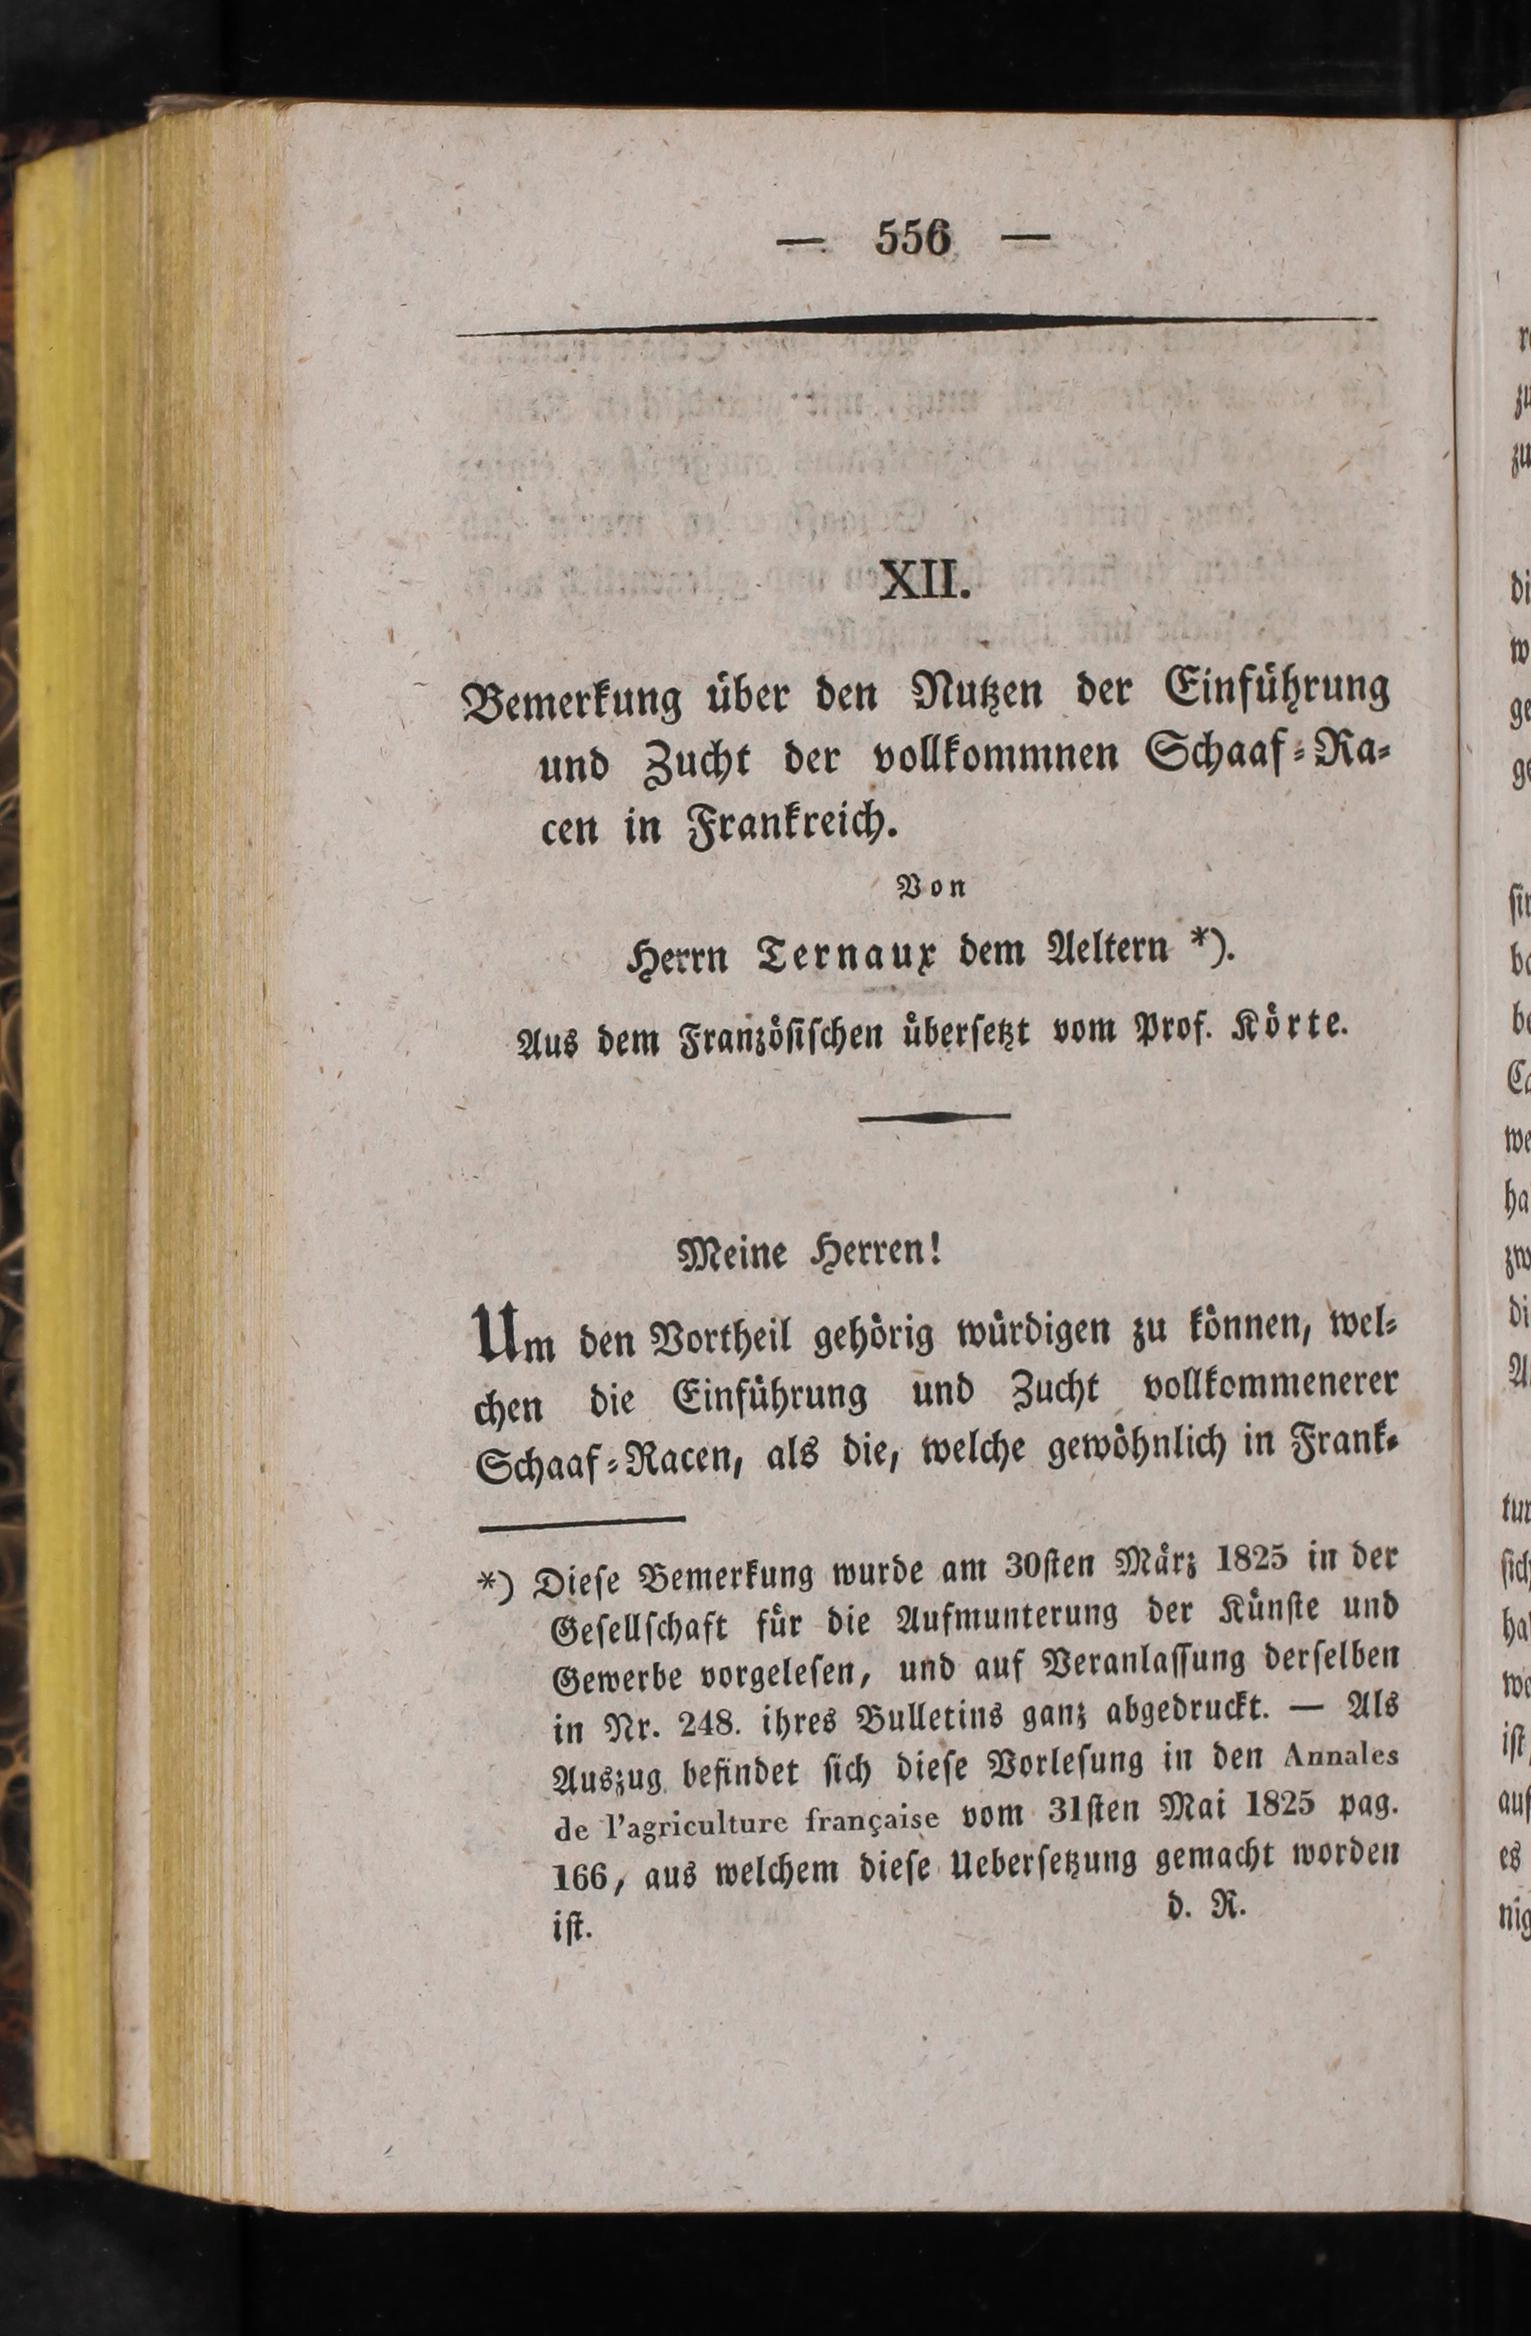 — 556 —
XII.
Bemerkung über den Nutzen der Einführung
und Zucht der vollkommnen Schaaf-Ra-
cen in Frankreich.
Von
Herrn Ternaux dem Aeltern *).
Aus dem Französischen übersetzt vom Prof. Körte.
Meine Herren!
Um den Vortheil gehörig würdigen zu können, wel-
chen die Einführung und Zucht vollkommenerer
Schaaf-Racen, als die, welche gewöhnlich in Frank-
*) Diese Bemerkung wurde am 30sten März 1825 in der
Gesellschaft für die Aufmunterung der Künste und
Gewerbe vorgelesen, und auf Veranlassung derselben
in Nr. 248. ihres Bulletins ganz abgedruckt. — Als
Auszug befindet sich diese Vorlesung in den Annales
de l'agriculture française vom 31sten Mai 1825 pag.
166, aus welchem diese Uebersetzung gemacht worden
ist. d. R.